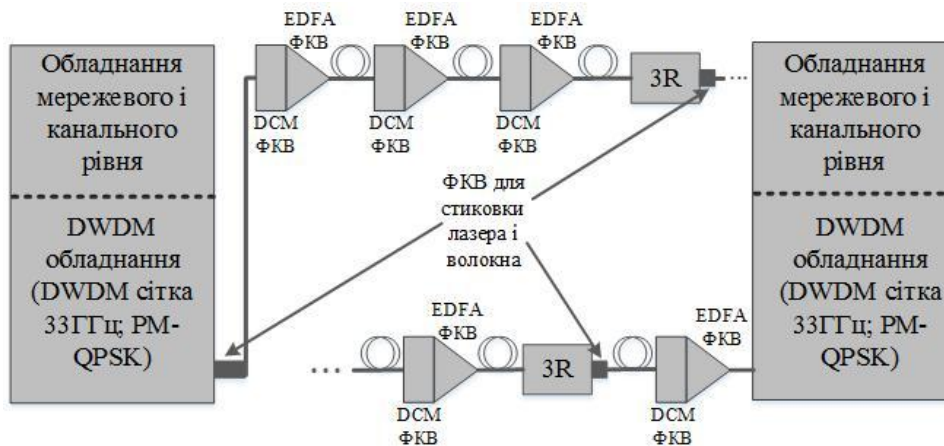 Обладнання
мережевого і
канального
рівня
DWDM
обладнання
(DWDM сітка
33ГГц; PM-
QPSK)
EDFA
ФКВ
EDFA
ФКВ
EDFA
ФКВ
DCM
ФКВ
DCM
ФКВ
DCM
ФКВ
3R
...
ФКВ для
стиковки
лазера і
волокна
...
EDFA
ФКВ
DCM
ФКВ
3R
EDFA
ФКВ
DCM
ФКВ
Обладнання
мережевого і
канального
рівня
DWDM
обладнання
(DWDM сітка
33ГГц; PM-
QPSK)